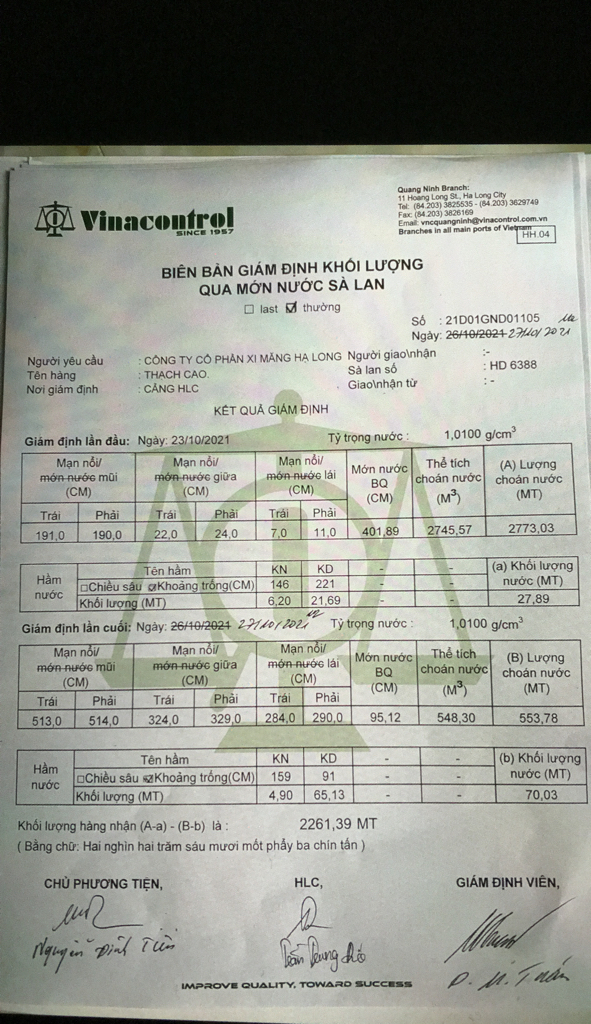 Vinacontrol
SINCE 1957
Quang Ninh Branch:
11 Hoang Long St., Ha Long City
Tel: (84.203) 3825535 - (84.203) 3629749
Fax: (84.203) 3826169
Email: vncquangninh@vinacontrol.com.vn
Branches in all main ports of Vietnam
HH.04
BIÊN BẢN GIÁM ĐỊNH KHỐI LƯỢNG
QUA MỚN NƯỚC SÀ LAN
☐ last ☑ thường
Số : 21D01GND01105
Ngày: 26/10/2021 27/10/2021
Người yêu cầu : CÔNG TY CỔ PHẦN XI MĂNG HẠ LONG Người giao\nhận :-
Tên hàng : THẠCH CAO. Sà lan số : HD 6388
Nơi giám định : CẢNG HLC Giao\nhận từ : -
KẾT QUẢ GIÁM ĐỊNH
Giám định lần đầu: Ngày: 23/10/2021 Tỷ trọng nước : 1,0100 g/cm³
Mạn nổi/ Mạn nổi/ Mạn nổi/ Mớn nước Thể tích (A) Lượng
món nước mũi món nước giữa món nước lái BQ choán nước choán nước
(CM) (CM) (CM) (CM) (M³) (MT)
Trái Phải Trái Phải Trái Phải
191,0 190,0 22,0 24,0 7,0 11,0 401,89 2745,57 2773,03
Hầm nước Tên hầm KN KD - - (a) Khối lượng nước (MT)
☐Chiều sâu ☑Khoảng trống(CM) 146 221 - -
Khối lượng (MT) 6,20 21,69 - - 27,89
Giám định lần cuối: Ngày: 26/10/2021 27/10/2021 Tỷ trọng nước : 1,0100 g/cm³
Mạn nổi/ Mạn nổi/ Mạn nổi/ Mớn nước Thể tích (B) Lượng
món nước mũi món nước giữa món nước lái BQ choán nước choán nước
(CM) (CM) (CM) (CM) (M³) (MT)
Trái Phải Trái Phải Trái Phải
513,0 514,0 324,0 329,0 284,0 290,0 95,12 548,30 553,78
Hầm nước Tên hầm KN KD - - (b) Khối lượng nước (MT)
☐Chiều sâu ☑Khoảng trống(CM) 159 91 - -
Khối lượng (MT) 4,90 65,13 - - 70,03
Khối lượng hàng nhận (A-a) - (B-b) là : 2261,39 MT
( Bằng chữ: Hai nghìn hai trăm sáu mươi mốt phẩy ba chín tấn )
CHỦ PHƯƠNG TIỆN, HLC, GIÁM ĐỊNH VIÊN,
Nguyễn Đình Tiến Trần Trung
IMPROVE QUALITY, TOWARD SUCCESS